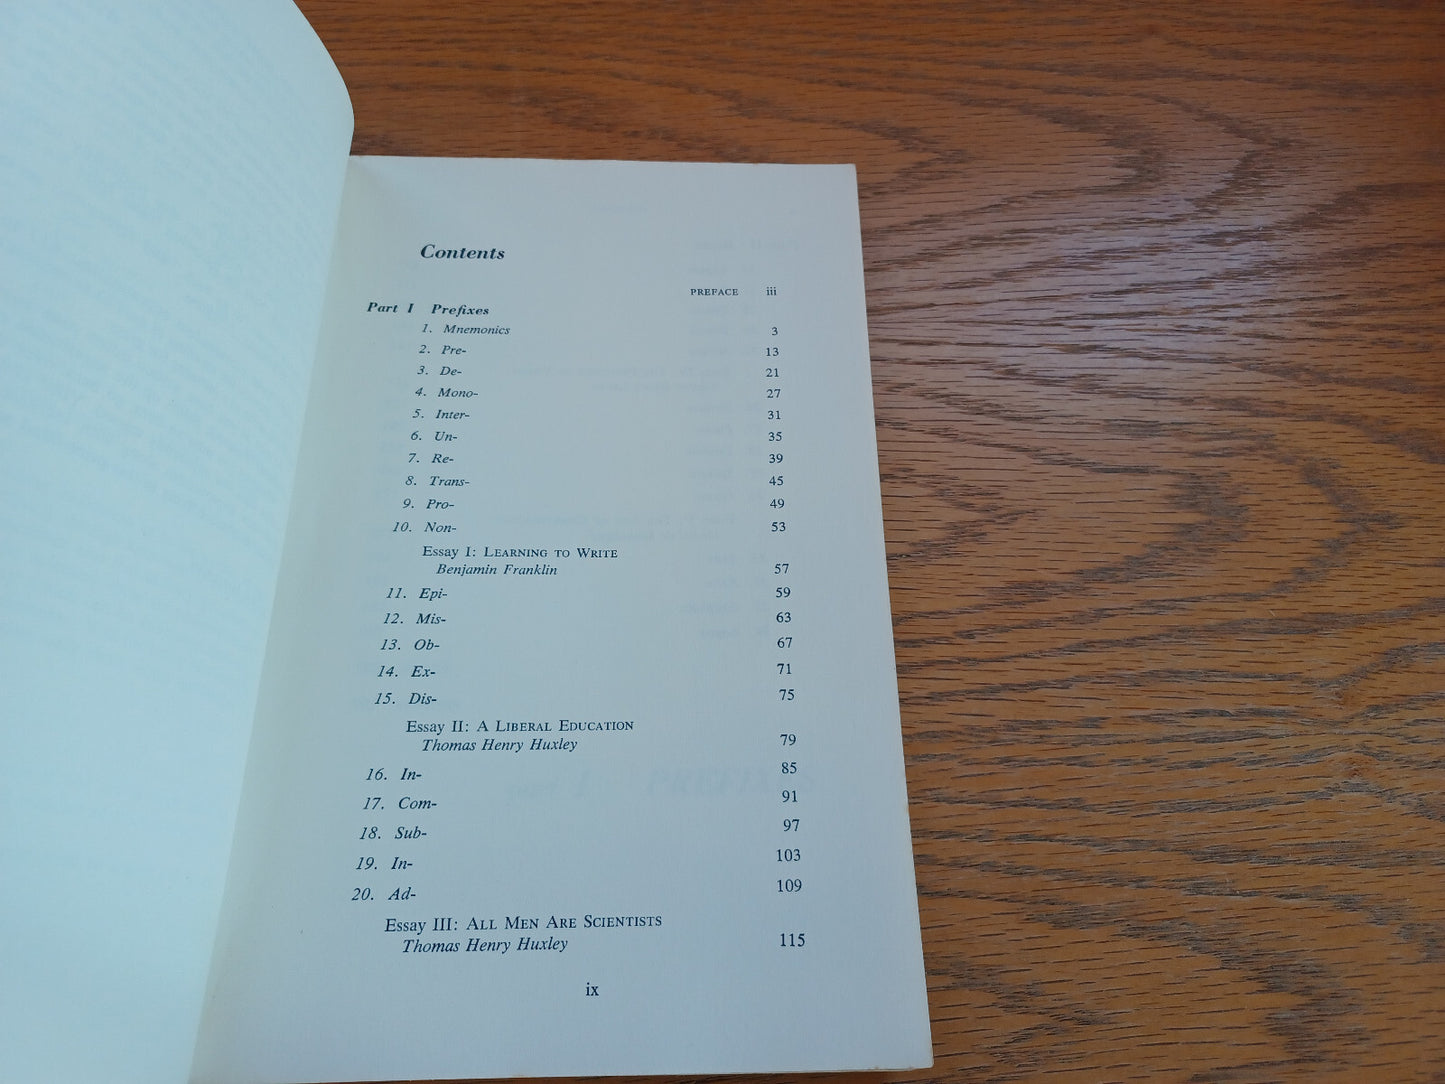 Contents
PREFACE iii
Part I Prefixes
1. Mnemonics 3
2. Pre- 13
3. De- 21
4. Mono- 27
5. Inter- 31
6. Un- 35
7. Re- 39
8. Trans- 45
9. Pro- 49
10. Non- 53
Essay I: LEARNING TO WRITE
Benjamin Franklin 57
11. Epi- 59
12. Mis- 63
13. Ob- 67
14. Ex- 71
15. Dis- 75
Essay II: A LIBERAL EDUCATION
Thomas Henry Huxley 79
16. In- 85
17. Com- 91
18. Sub- 97
19. In- 103
20. Ad- 109
Essay III: ALL MEN ARE SCIENTISTS
Thomas Henry Huxley 115
ix